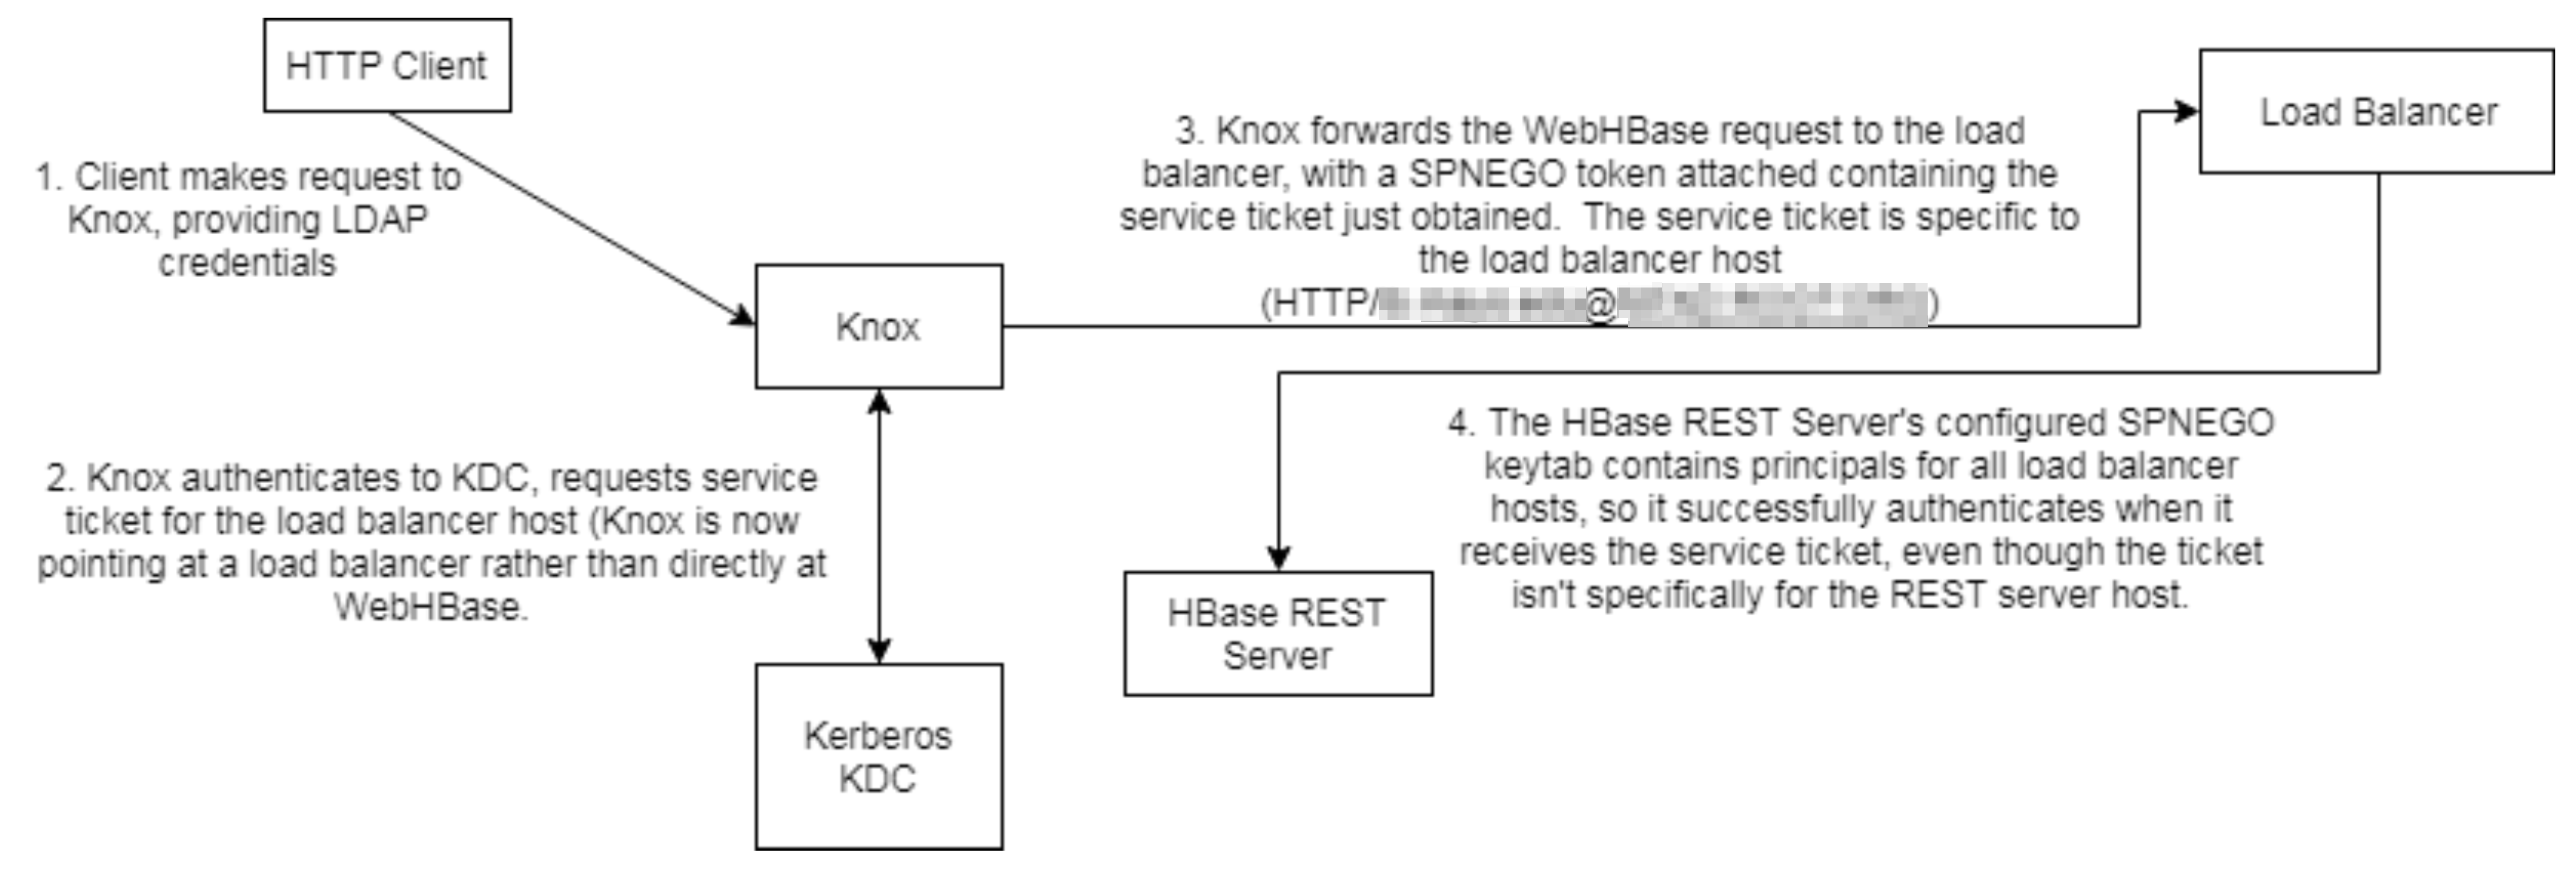 HTTP Client
Load Balancer
1. Client makes request to
Knox, providing LDAP
credentials
3. Knox forwards the WebHBase request to the load
balancer, with a SPNEGO token attached containing the
service ticket just obtained.  The service ticket is specific to
the load balancer host
(HTTP/@)
Knox
2. Knox authenticates to KDC, requests service
ticket for the load balancer host (Knox is now
pointing at a load balancer rather than directly at
WebHBase.
4. The HBase REST Server's configured SPNEGO
keytab contains principals for all load balancer
hosts, so it successfully authenticates when it
receives the service ticket, even though the ticket
isn't specifically for the REST server host.
HBase REST
Server
Kerberos
KDC